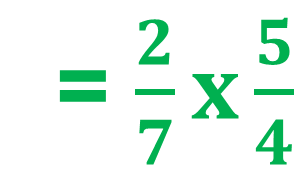 = 2/7 x 5/4